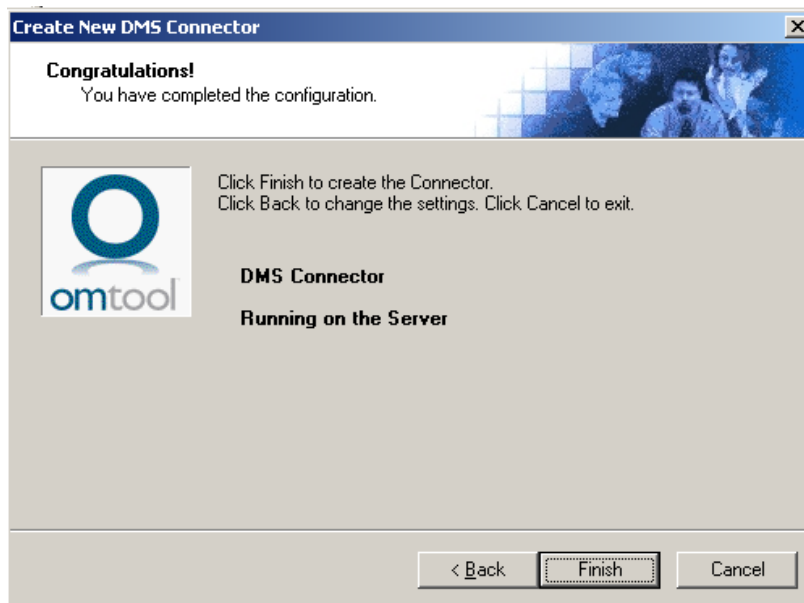 Create New DMS Connector
Congratulations!
You have completed the configuration.
Click Finish to create the Connector.
Click Back to change the settings. Click Cancel to exit.
omtool
DMS Connector
Running on the Server
< Back
Finish
Cancel